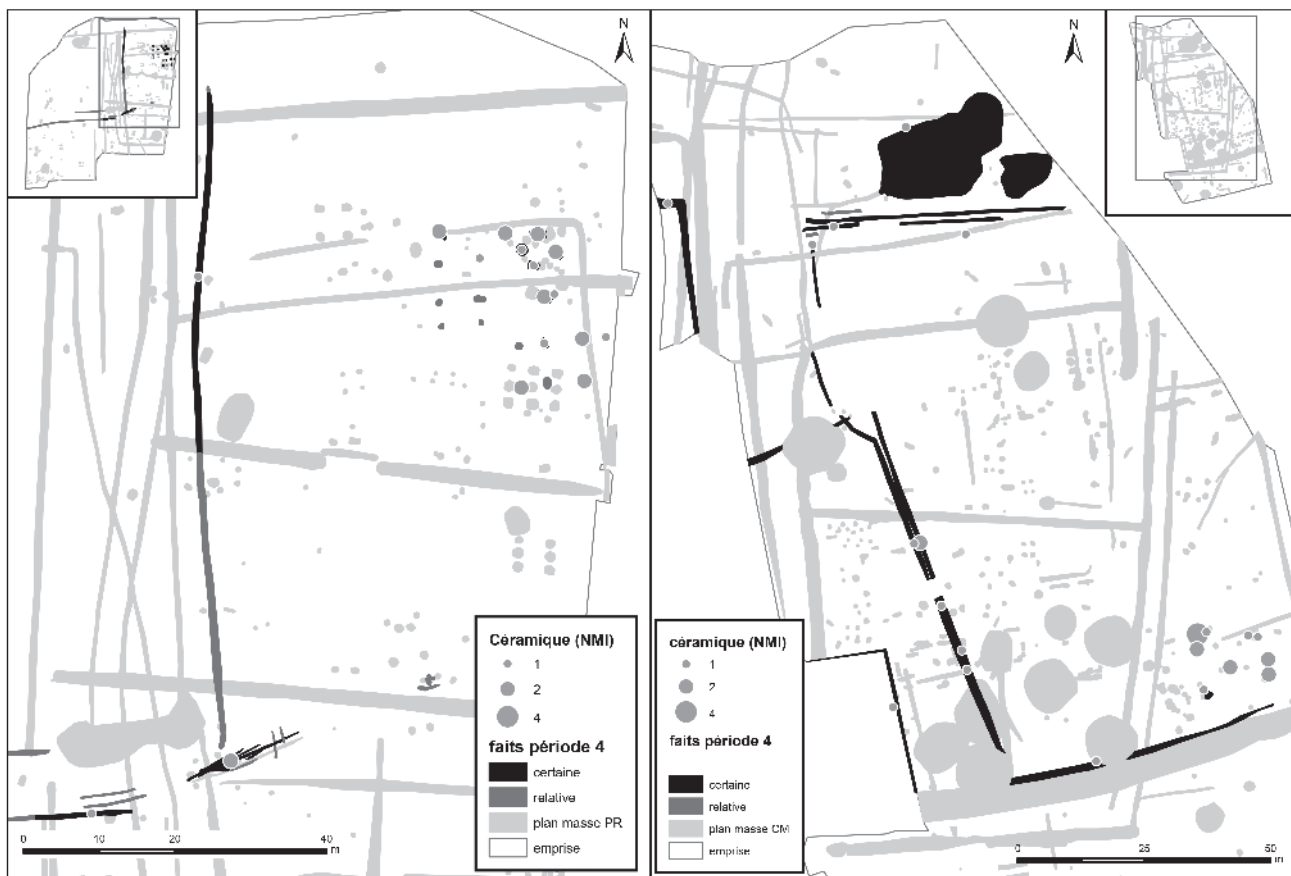 N
Céramique (NMI)
1
2
4
faits période 4
certaine
relative
plan masse PR
emprise
0 10 20 40
m
N
céramique (NMI)
1
2
4
faits période 4
certaine
relative
plan masse CM
emprise
0 25 50
m